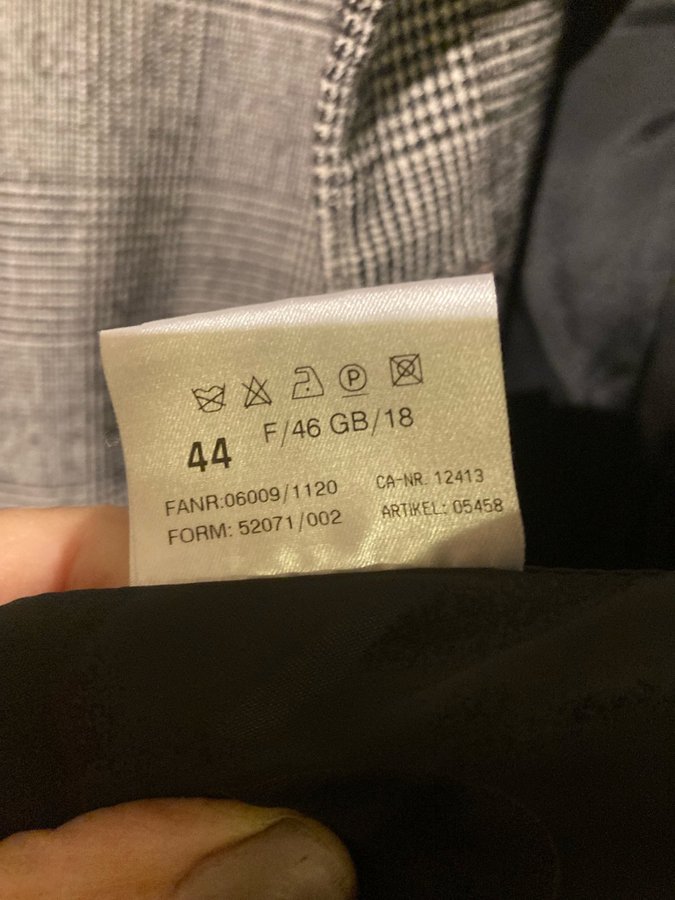 P
44 F/46 GB/18
FANR:06009/1120 CA-NR. 12413
FORM: 52071/002 ARTIKEL: 05458